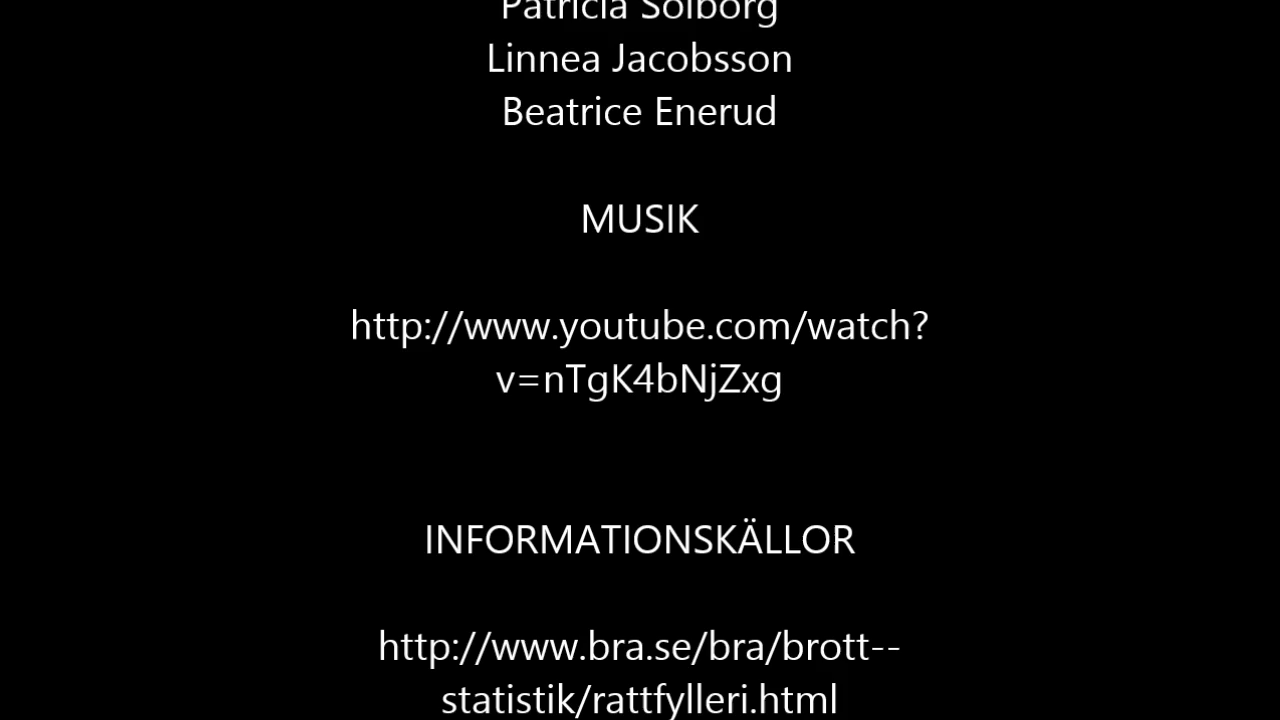 Patricia Solborg
Linnea Jacobsson
Beatrice Enerud
MUSIK
http://www.youtube.com/watch?
v=nTgK4bNjZxg
INFORMATIONSKÄLLOR
http://www.bra.se/bra/brott--
statistik/rattfylleri.html